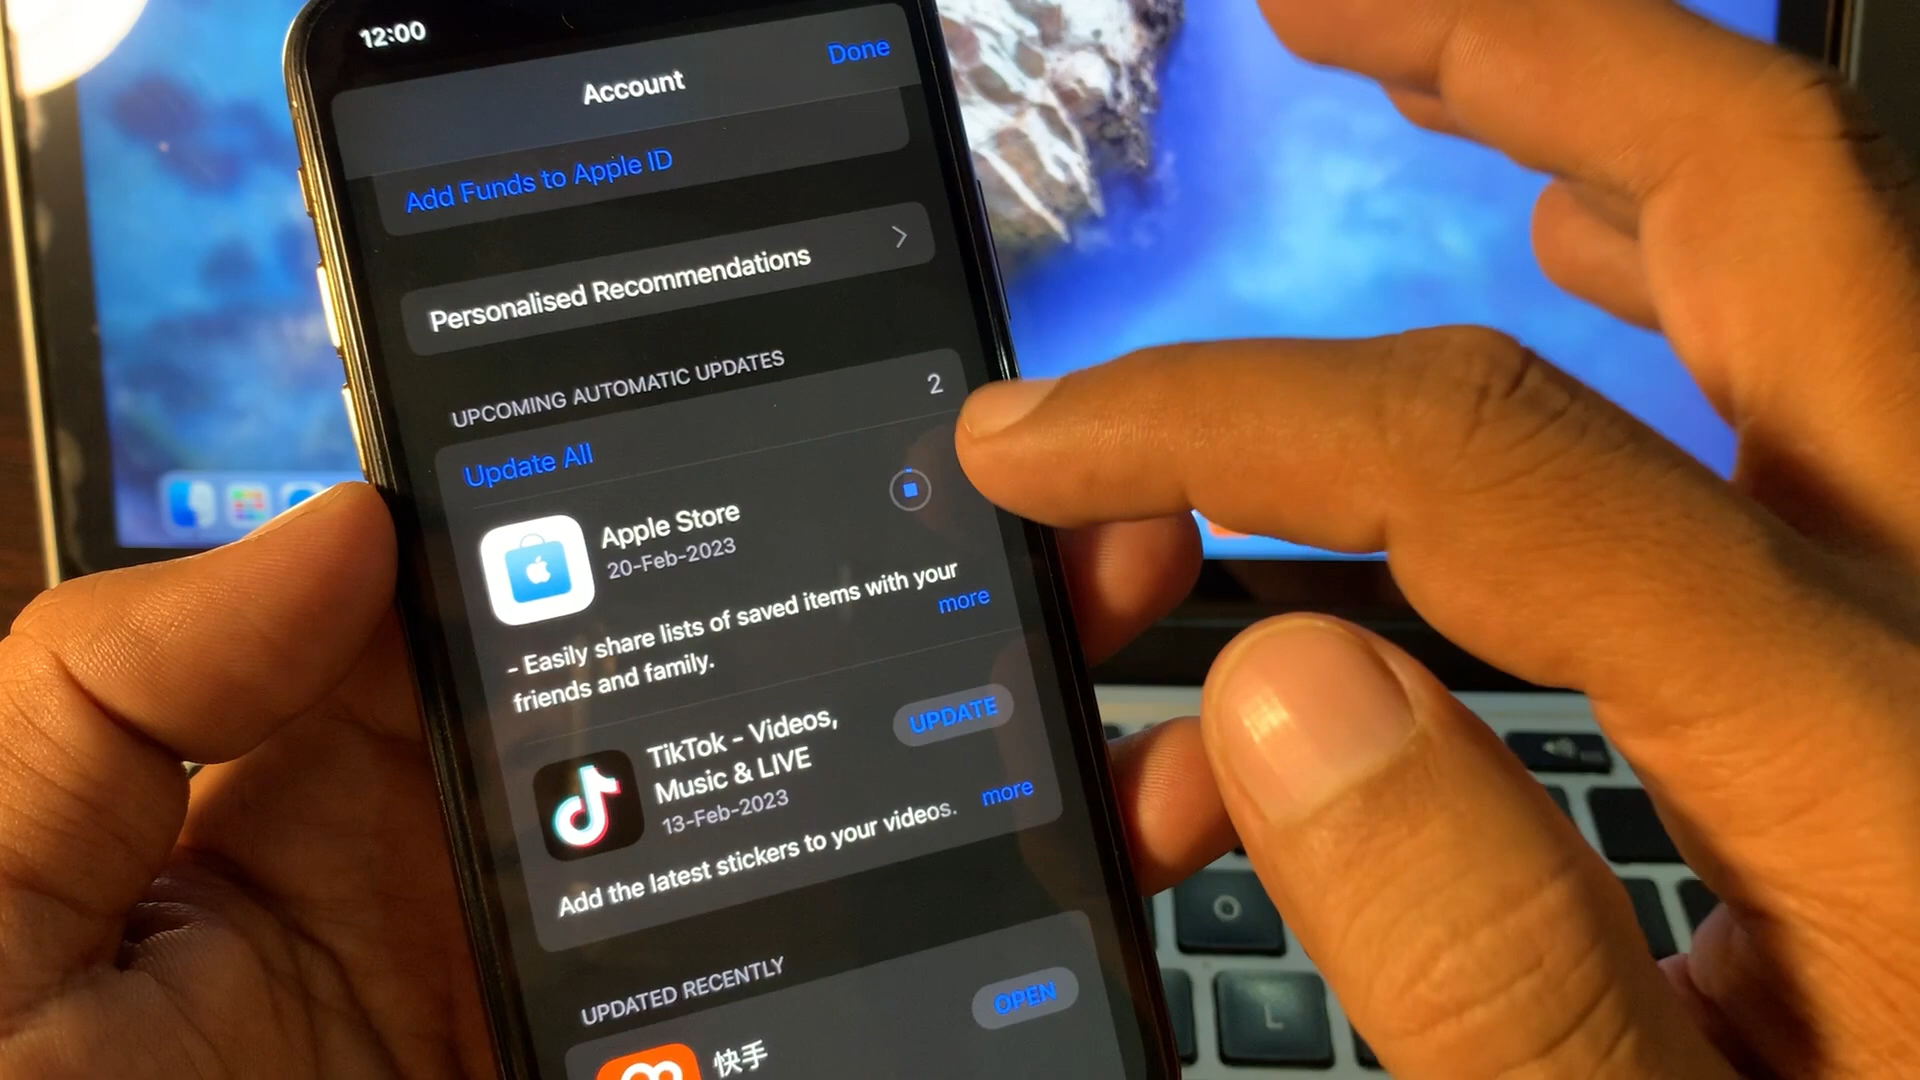 12:00
Done
Account
Add Funds to Apple ID
Personalised Recommendations
UPCOMING AUTOMATIC UPDATES
2
Update All
Apple Store
20-Feb-2023
- Easily share lists of saved items with your
friends and family.
more
TikTok - Videos,
Music & LIVE
UPDATE
13-Feb-2023
Add the latest stickers to your videos.
more
UPDATED RECENTLY
OPEN
快手
O
L